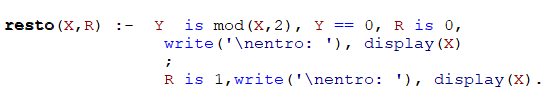 resto(X,R) :- Y is mod(X,2), Y == 0, R is 0,
write('\nentro: '), display(X)
;
R is 1,write('\nentro: '), display(X).